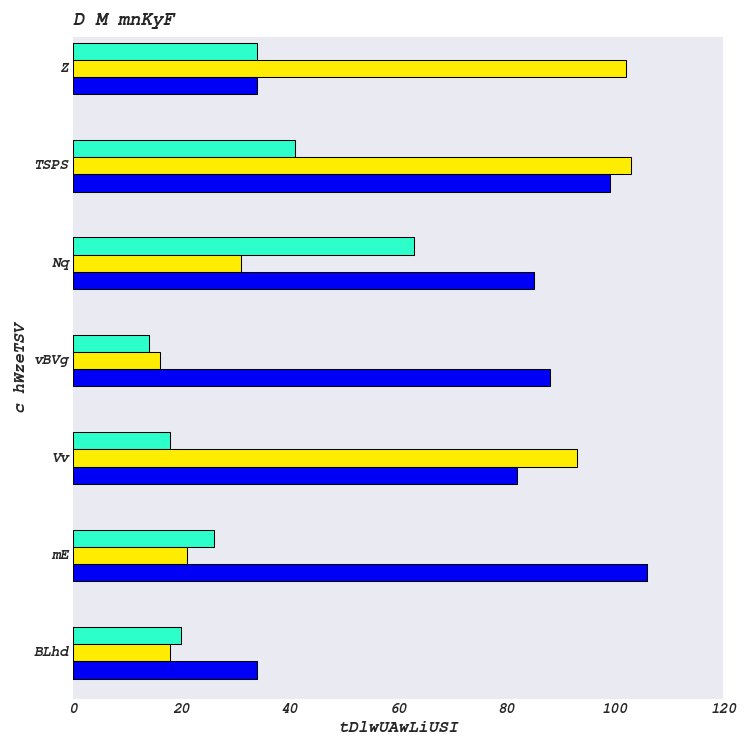 D M mnKyF
Z
TSPS
Nq
vBVg
Vv
mE
BLhd
c hWzeTSV
0 20 40 60 80 100 120
tDlwUAwLiUSI